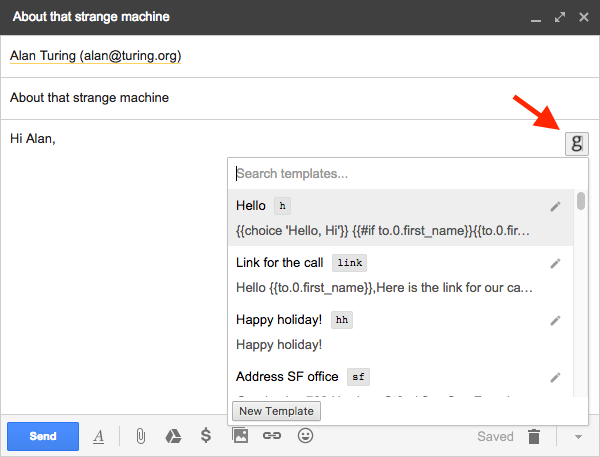 About that strange machine
Alan Turing (alan@turing.org)
About that strange machine
Hi Alan,
g
Search templates...
Hello h
{{choice 'Hello, Hi'}} {{#if to.0.first_name}}{{to.0.fir…
Link for the call link
Hello {{to.0.first_name}},Here is the link for our ca…
Happy holiday! hh
Happy holiday!
Address SF office sf
New Template
Send A $ Saved